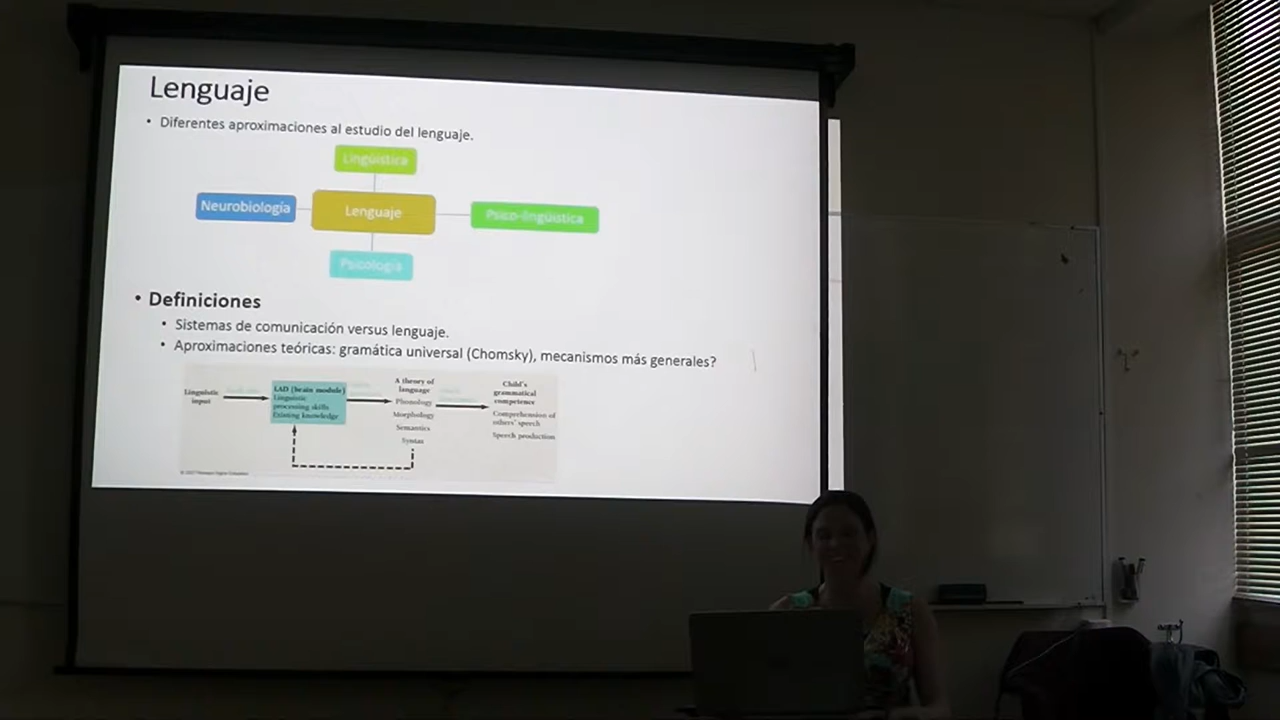 Lenguaje
• Diferentes aproximaciones al estudio del lenguaje.
Lingüística
Neurobiología
Lenguaje
Psico-lingüística
Psicología
• Definiciones
• Sistemas de comunicación versus lenguaje.
• Aproximaciones teóricas: gramática universal (Chomsky), mecanismos más generales?
Linguistic
input
LAD (brain module)
Linguistic
processing skills
Existing knowledge
A theory of
language
Phonology
Morphology
Semantics
Syntax
Child's
grammatical
competence
Comprehension of
others' speech
Speech production